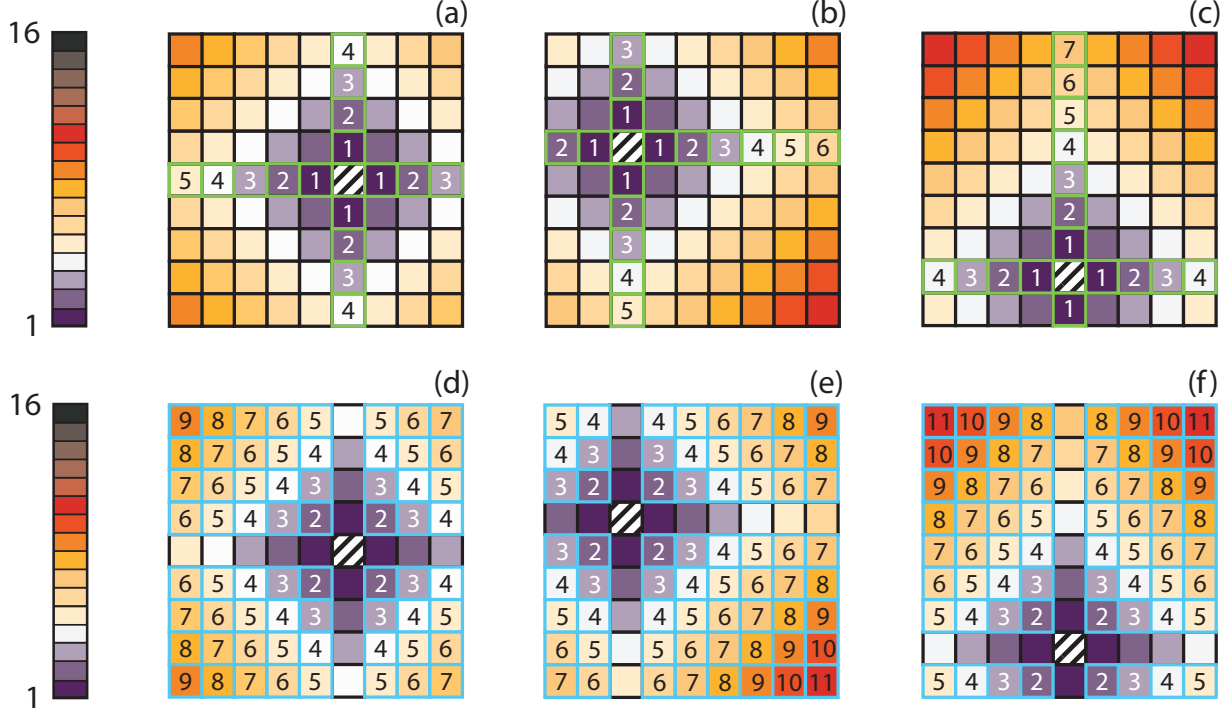 16
1
(a)
4
3
2
1
5 4 3 2 1 1 2 3
1
2
3
4
(b)
3
2
1
2 1 1 2 3 4 5 6
1
2
3
4
5
(c)
7
6
5
4
3
2
1
4 3 2 1 1 2 3 4
1
16
1
(d)
9 8 7 6 5 5 6 7
8 7 6 5 4 4 5 6
7 6 5 4 3 3 4 5
6 5 4 3 2 2 3 4
6 5 4 3 2 2 3 4
7 6 5 4 3 3 4 5
8 7 6 5 4 4 5 6
9 8 7 6 5 5 6 7
(e)
5 4 4 5 6 7 8 9
4 3 3 4 5 6 7 8
3 2 2 3 4 5 6 7
3 2 2 3 4 5 6 7
4 3 3 4 5 6 7 8
5 4 4 5 6 7 8 9
6 5 5 6 7 8 9 10
7 6 6 7 8 9 10 11
(f)
11 10 9 8 8 9 10 11
10 9 8 7 7 8 9 10
9 8 7 6 6 7 8 9
8 7 6 5 5 6 7 8
7 6 5 4 4 5 6 7
6 5 4 3 3 4 5 6
5 4 3 2 2 3 4 5
5 4 3 2 2 3 4 5